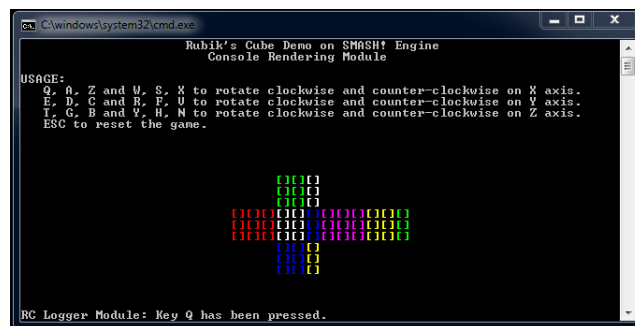 C:\windows\system32\cmd.exe
Rubik's Cube Demo on SMASH! Engine
Console Rendering Module
USAGE:
Q, A, Z and W, S, X to rotate clockwise and counter-clockwise on X axis.
E, D, C and R, F, V to rotate clockwise and counter-clockwise on Y axis.
T, G, B and Y, H, N to rotate clockwise and counter-clockwise on Z axis.
ESC to reset the game.
[][][]
[][][]
[][][]
[][][][][][][][][][][][]
[][][][][][][][][][][][]
[][][][][][][][][][][][]
[][][]
[][][]
[][][]
RC Logger Module: Key Q has been pressed.